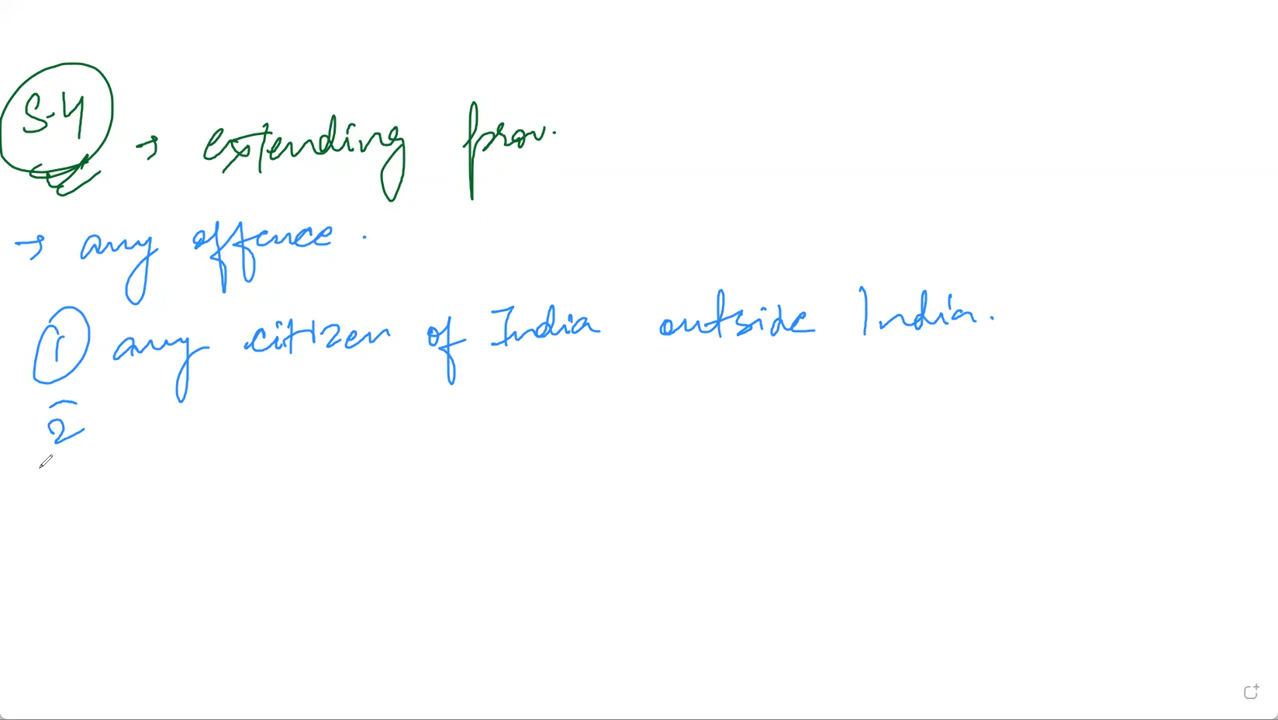 S-4 → extending prov.
→ any offence.
① any citizen of India outside India.
2